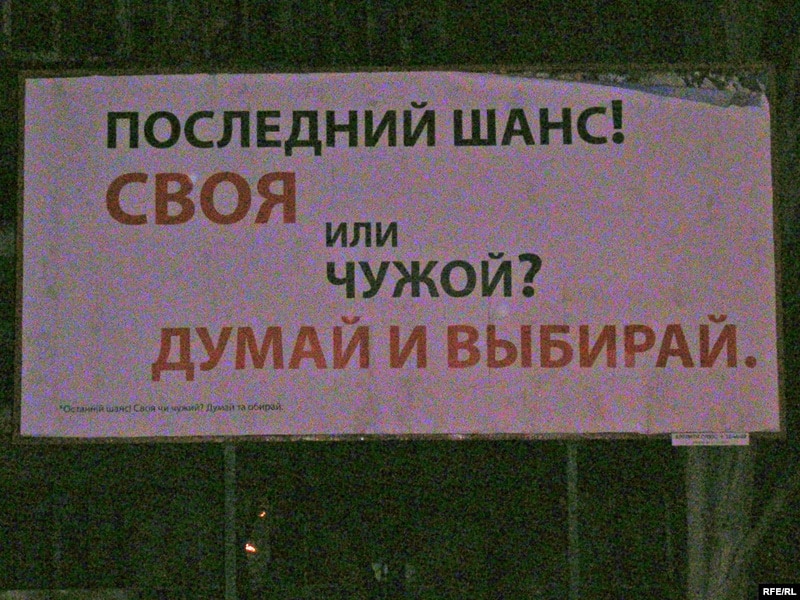 ПОСЛЕДНИЙ ШАНС!
СВОЯ
ИЛИ
ЧУЖОЙ?
ДУМАЙ И ВЫБИРАЙ.
*Останній шанс! Своя чи чужий? Думай та обирай.
RFE/RL